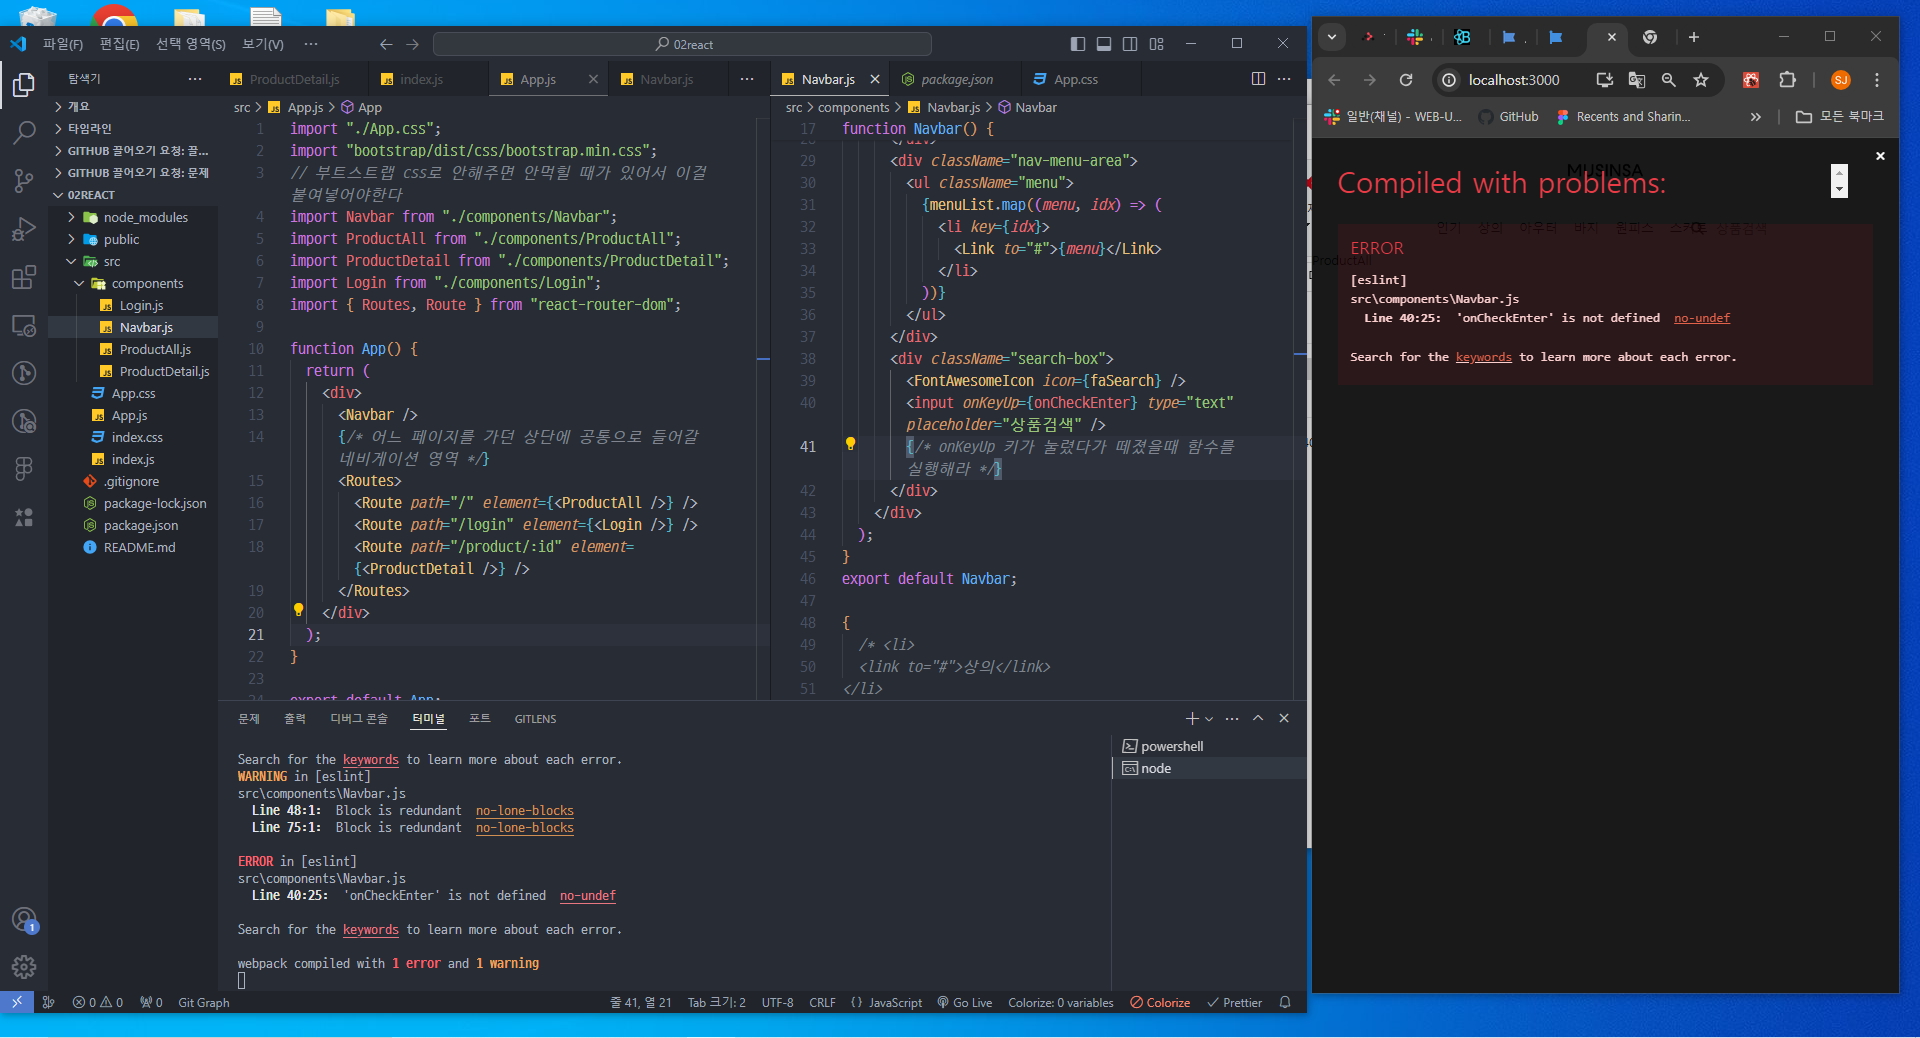 파일(F) 편집(E) 선택 영역(S) 보기(V) ··· 02react
탐색기 ···
개요
타임라인
GITHUB 끌어오기 요청: 끌...
GITHUB 끌어오기 요청: 문제
02REACT
node_modules
public
src
components
Login.js
Navbar.js
ProductAll.js
ProductDetail.js
App.css
App.js
index.css
index.js
.gitignore
package-lock.json
package.json
README.md
ProductDetail.js index.js App.js Navbar.js ···
src > App.js > App
1 import "./App.css";
2 import "bootstrap/dist/css/bootstrap.min.css";
3 // 부트스트랩 css로 안해주면 안먹힐 때가 있어서 이걸
붙여넣어야한다
4 import Navbar from "./components/Navbar";
5 import ProductAll from "./components/ProductAll";
6 import ProductDetail from "./components/ProductDetail";
7 import Login from "./components/Login";
8 import { Routes, Route } from "react-router-dom";
9
10 function App() {
11 return (
12 <div>
13 <Navbar />
14 {/* 어느 페이지를 가던 상단에 공통으로 들어갈
네비게이션 영역 */}
15 <Routes>
16 <Route path="/" element={<ProductAll />} />
17 <Route path="/login" element={<Login />} />
18 <Route path="/product/:id" element=
{<ProductDetail />} />
19 </Routes>
20 </div>
21 );
22 }
23
24 export default App;
Navbar.js package.json App.css ···
src > components > Navbar.js > Navbar
17 function Navbar() {
28 </div>
29 <div className="nav-menu-area">
30 <ul className="menu">
31 {menuList.map((menu, idx) => (
32 <li key={idx}>
33 <Link to="#">{menu}</Link>
34 </li>
35 ))}
36 </ul>
37 </div>
38 <div className="search-box">
39 <FontAwesomeIcon icon={faSearch} />
40 <input onKeyUp={onCheckEnter} type="text"
placeholder="상품검색" />
41 {/* onKeyUp 키가 눌렸다가 떼졌을때 함수를
실행해라 */}
42 </div>
43 </div>
44 );
45 }
46 export default Navbar;
47
48 {
49 /* <li>
50 <link to="#">상의</link>
51 </li>
문제 출력 디버그 콘솔 터미널 포트 GITLENS
Search for the keywords to learn more about each error.
WARNING in [eslint]
src\components\Navbar.js
Line 48:1: Block is redundant no-lone-blocks
Line 75:1: Block is redundant no-lone-blocks
ERROR in [eslint]
src\components\Navbar.js
Line 40:25: 'onCheckEnter' is not defined no-undef
Search for the keywords to learn more about each error.
webpack compiled with 1 error and 1 warning
powershell
node
1
0 0 0 Git Graph 줄 41, 열 21 Tab 크기: 2 UTF-8 CRLF {} JavaScript Go Live Colorize: 0 variables Colorize Prettier
localhost:3000 SJ
일반(채널) - WEB-U... GitHub Recents and Sharin... » 모든 북마크
MUSINSA
Compiled with problems:
인기 상의 아우터 바지 원피스 스커트 상품검색
ProductAll
ERROR
[eslint]
src\components\Navbar.js
Line 40:25: 'onCheckEnter' is not defined no-undef
Search for the keywords to learn more about each error.